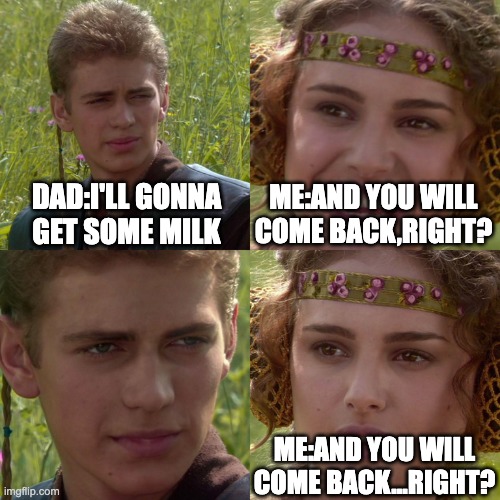 DAD:I'LL GONNA
GET SOME MILK
ME:AND YOU WILL
COME BACK,RIGHT?
ME:AND YOU WILL
COME BACK...RIGHT?
imgflip.com